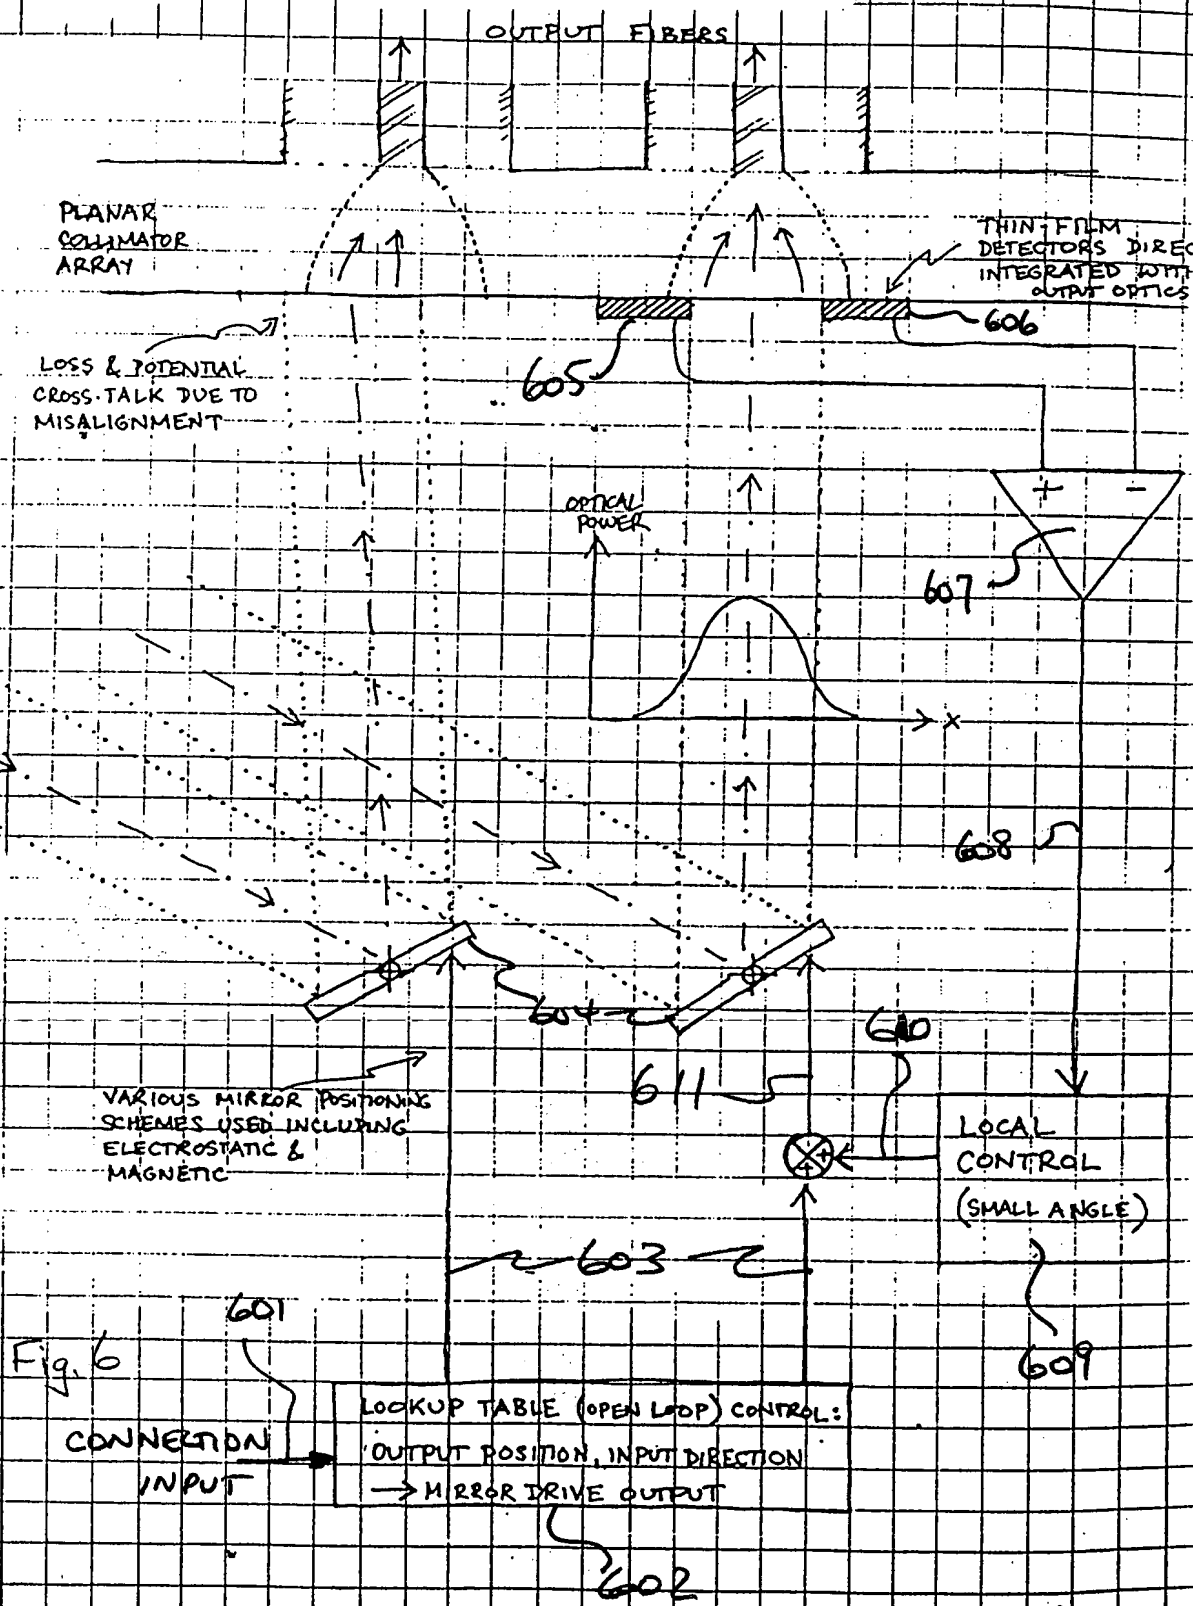 OUTPUT FIBERS
PLANAR
COLLIMATOR
ARRAY
THIN-FILM
DETECTORS DIREC
INTEGRATED WITH
OUTPUT OPTICS
606
LOSS & POTENTIAL
CROSS-TALK DUE TO
MISALIGNMENT
605
+ -
OPTICAL
POWER
607
X
608
604
610
611
VARIOUS MIRROR POSITIONING
SCHEMES USED INCLUDING
ELECTROSTATIC &
MAGNETIC
LOCAL
CONTROL
(SMALL ANGLE)
+
+
603
601
609
Fig. 6
LOOKUP TABLE (OPEN LOOP) CONTROL:
OUTPUT POSITION, INPUT DIRECTION
→ MIRROR DRIVE OUTPUT
CONNECTION
INPUT
602